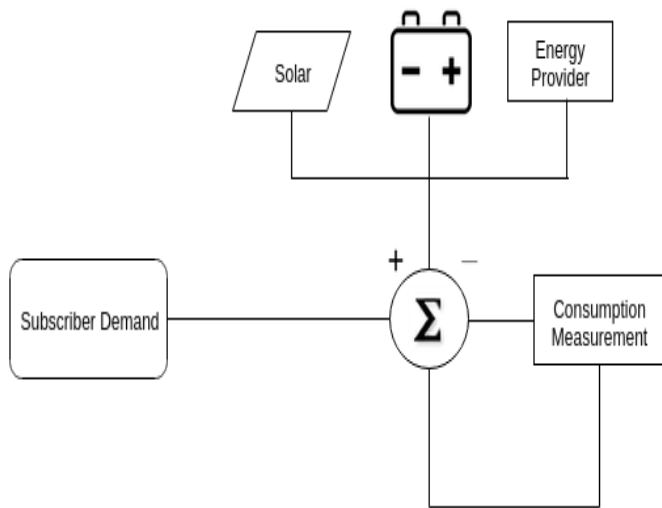 Solar
- +
Energy
Provider
+ −
Subscriber Demand
Σ
Consumption
Measurement